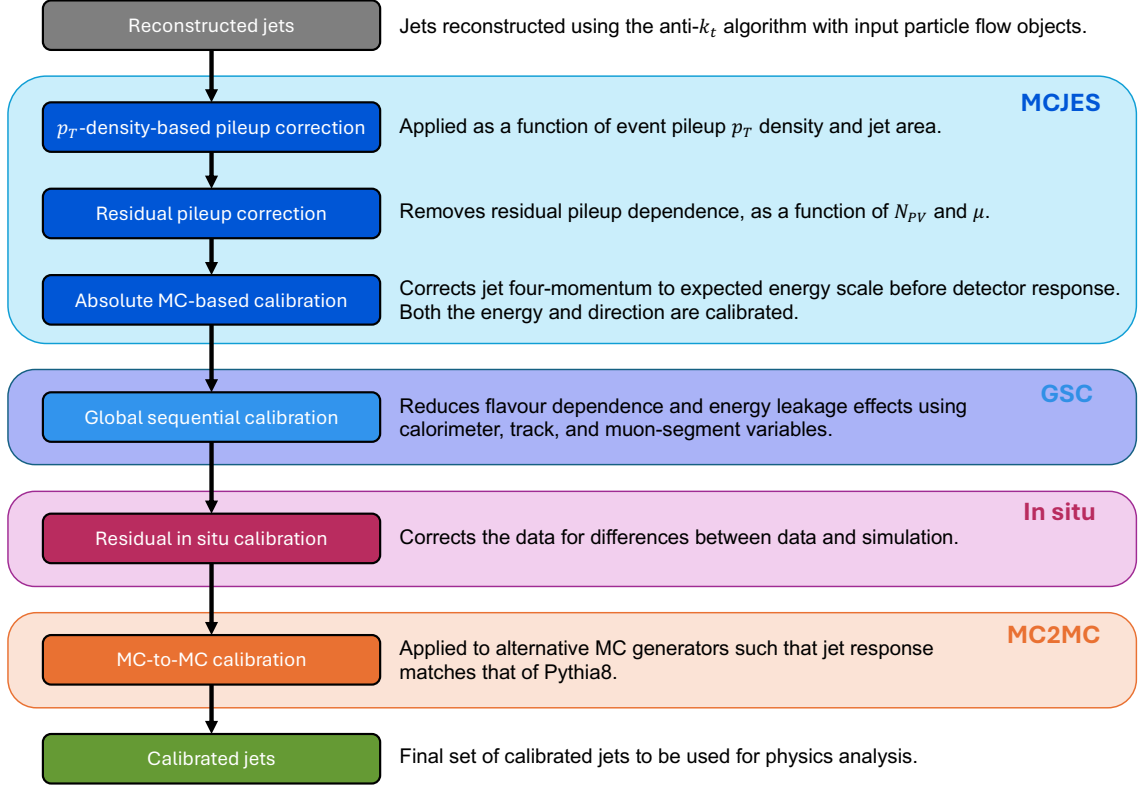 Reconstructed jets
Jets reconstructed using the anti-k_t algorithm with input particle flow objects.
MCJES
p_T-density-based pileup correction
Applied as a function of event pileup p_T density and jet area.
Residual pileup correction
Removes residual pileup dependence, as a function of N_PV and μ.
Absolute MC-based calibration
Corrects jet four-momentum to expected energy scale before detector response.
Both the energy and direction are calibrated.
GSC
Global sequential calibration
Reduces flavour dependence and energy leakage effects using
calorimeter, track, and muon-segment variables.
In situ
Residual in situ calibration
Corrects the data for differences between data and simulation.
MC2MC
MC-to-MC calibration
Applied to alternative MC generators such that jet response
matches that of Pythia8.
Calibrated jets
Final set of calibrated jets to be used for physics analysis.